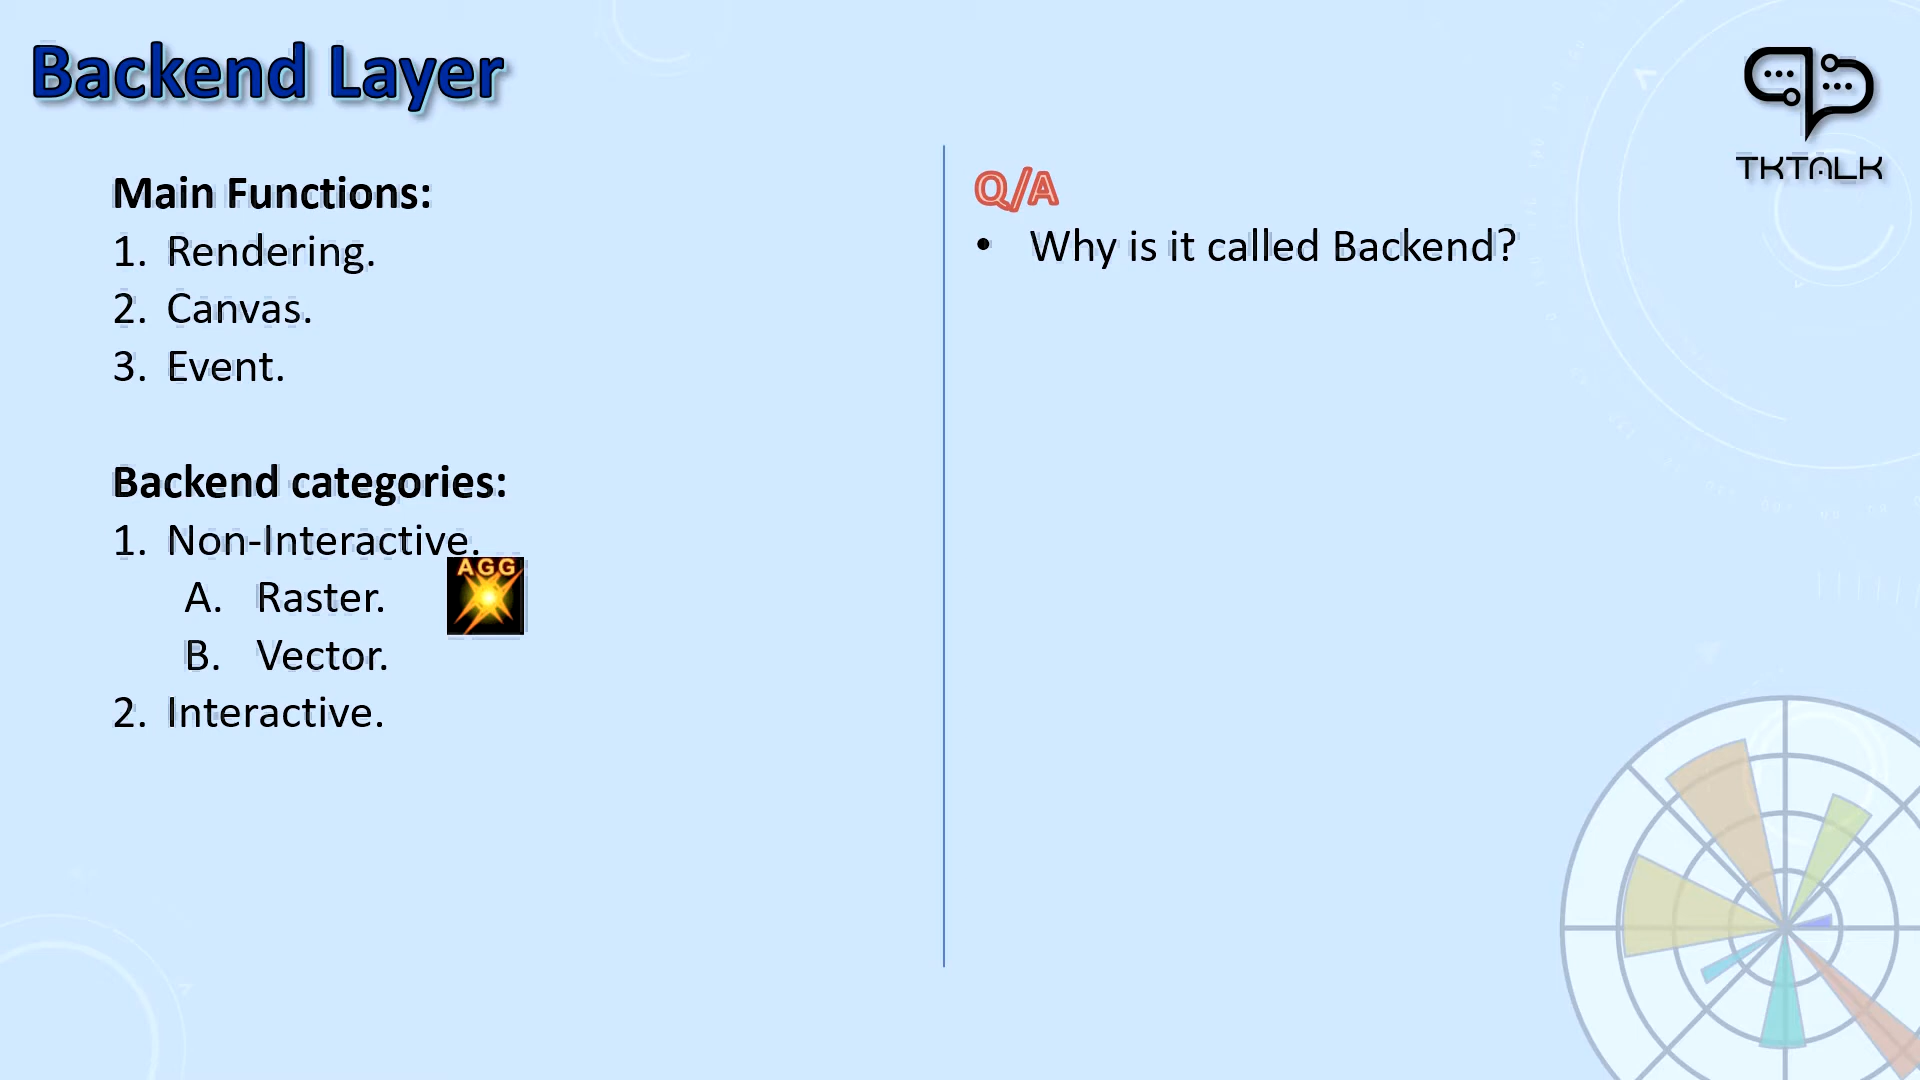 Backend Layer
TKTALK
Main Functions:
1. Rendering.
2. Canvas.
3. Event.
Backend categories:
1. Non-Interactive.
A. Raster.
AGG
B. Vector.
2. Interactive.
Q/A
• Why is it called Backend?